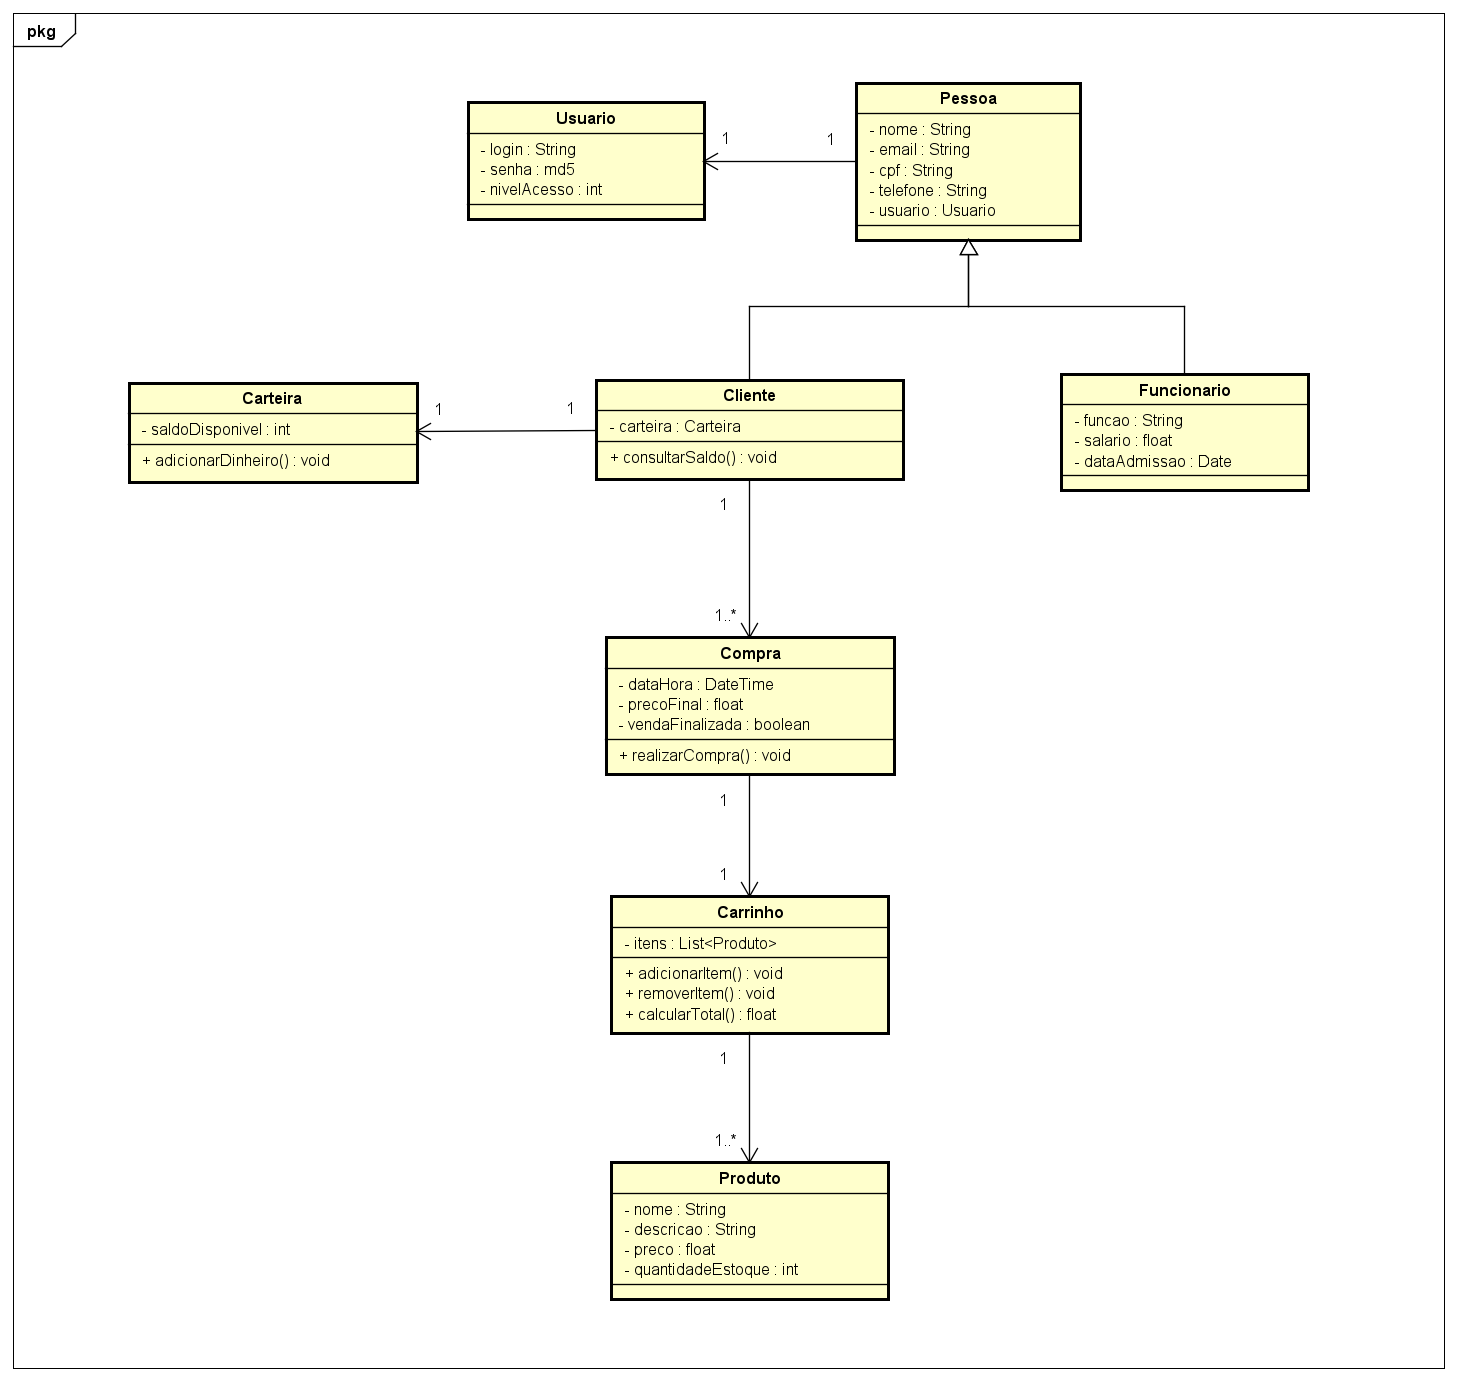 pkg
Usuario
- login : String
- senha : md5
- nivelAcesso : int
1
1
Pessoa
- nome : String
- email : String
- cpf : String
- telefone : String
- usuario : Usuario
Carteira
- saldoDisponivel : int
+ adicionarDinheiro() : void
1
1
Cliente
- carteira : Carteira
+ consultarSaldo() : void
Funcionario
- funcao : String
- salario : float
- dataAdmissao : Date
1
1..*
Compra
- dataHora : DateTime
- precoFinal : float
- vendaFinalizada : boolean
+ realizarCompra() : void
1
1
Carrinho
- itens : List<Produto>
+ adicionarItem() : void
+ removerItem() : void
+ calcularTotal() : float
1
1..*
Produto
- nome : String
- descricao : String
- preco : float
- quantidadeEstoque : int